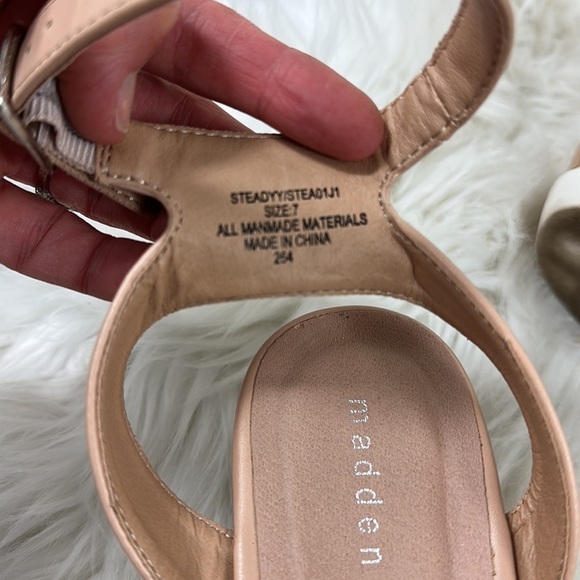 STEADYY/STEA01J1
SIZE:7
ALL MANMADE MATERIALS
MADE IN CHINA
254
madden